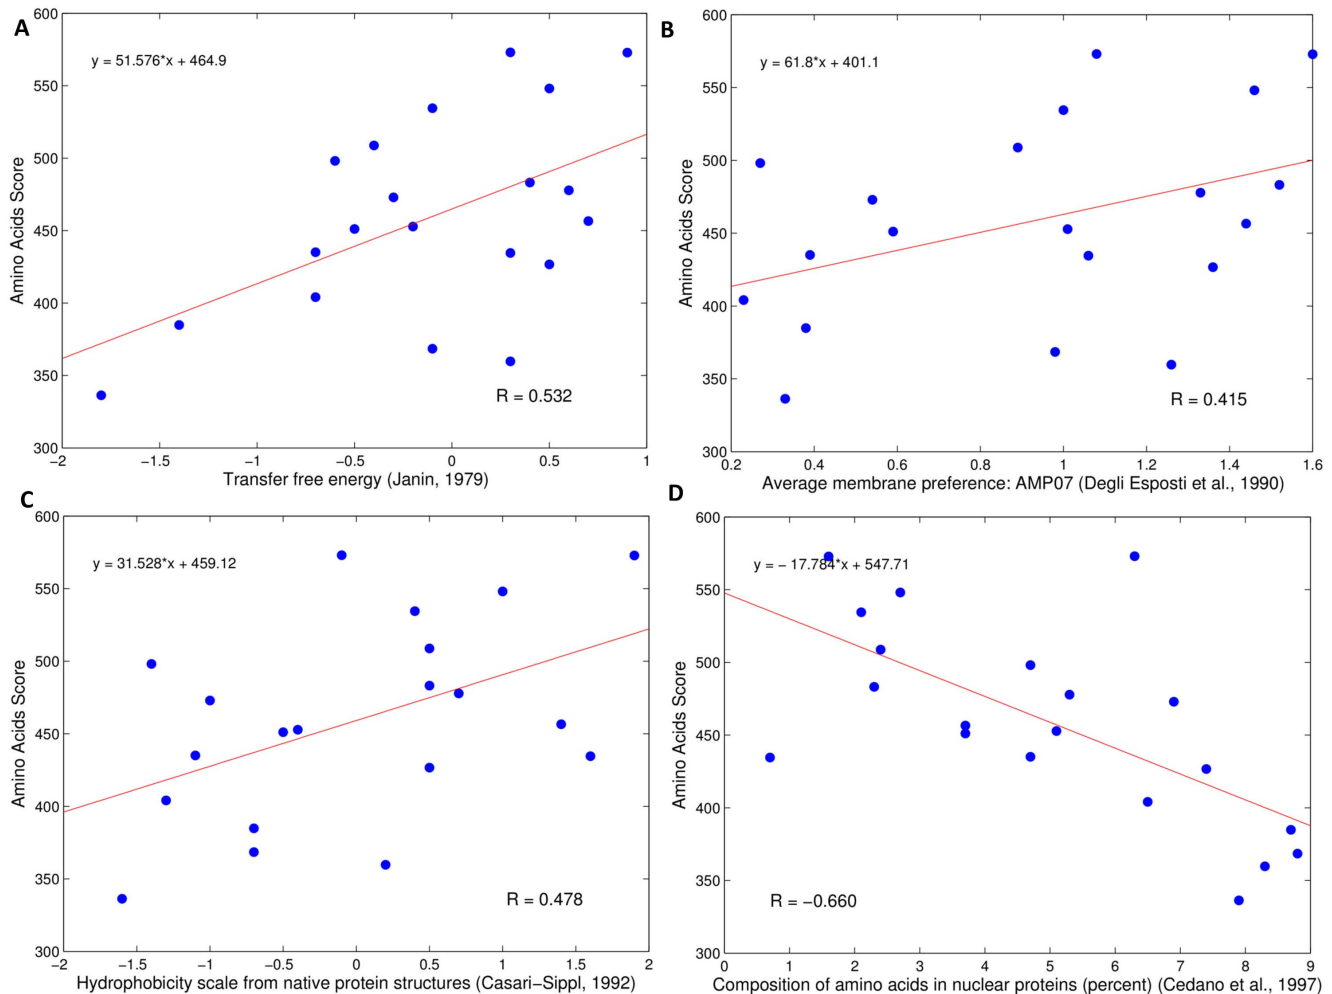 A
600
550
500
450
400
350
300
Amino Acids Score
y = 51.576*x + 464.9
R = 0.532
−2 −1.5 −1 −0.5 0 0.5 1
Transfer free energy (Janin, 1979)
B
600
550
500
450
400
350
300
Amino Acids Score
y = 61.8*x + 401.1
R = 0.415
0.2 0.4 0.6 0.8 1 1.2 1.4 1.6
Average membrane preference: AMP07 (Degli Esposti et al., 1990)
C
600
550
500
450
400
350
300
Amino Acids Score
y = 31.528*x + 459.12
R = 0.478
−2 −1.5 −1 −0.5 0 0.5 1 1.5 2
Hydrophobicity scale from native protein structures (Casari−Sippl, 1992)
D
600
550
500
450
400
350
300
Amino Acids Score
y = − 17.784*x + 547.71
R = −0.660
0 1 2 3 4 5 6 7 8 9
Composition of amino acids in nuclear proteins (percent) (Cedano et al., 1997)